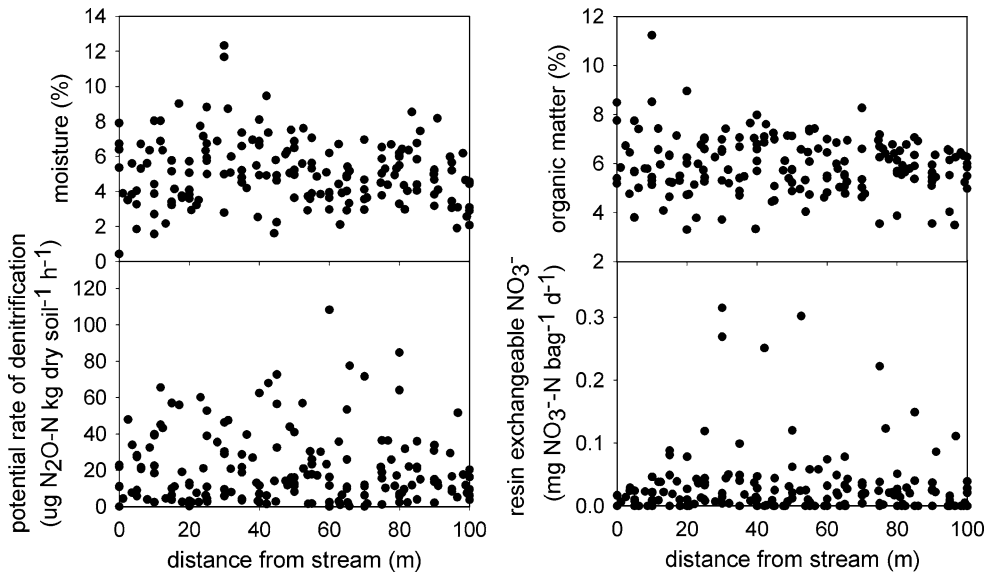 moisture (%)
14
12
10
8
6
4
2
0
organic matter (%)
14
12
10
8
6
4
2
potential rate of denitrification
(ug N₂O-N kg dry soil⁻¹ h⁻¹)
120
100
80
60
40
20
0
0 20 40 60 80 100
distance from stream (m)
resin exchangeable NO₃⁻
(mg NO₃⁻-N bag⁻¹ d⁻¹)
0.3
0.2
0.1
0.0
0 20 40 60 80 100
distance from stream (m)